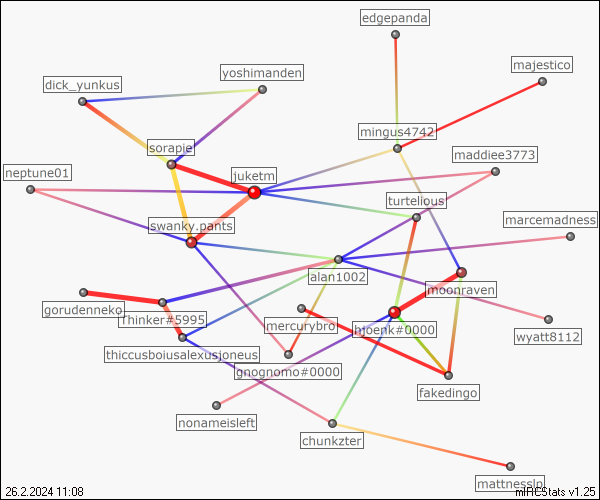 edgepanda
majestico
yoshimanden
dick_yunkus
mingus4742
sorapie
maddiee3773
neptune01
juketm
turtelious
marcemadness
swanky.pants
alan1002
moonraven
gorudenneko
Thinker#5995
mercurybro
hfoenk#0000
wyatt8112
thiccusboiusalexusjoneus
gnognomo#0000
fakedingo
nonameisleft
chunkzter
mattnesslp
26.2.2024 11:08
mIRCStats v1.25